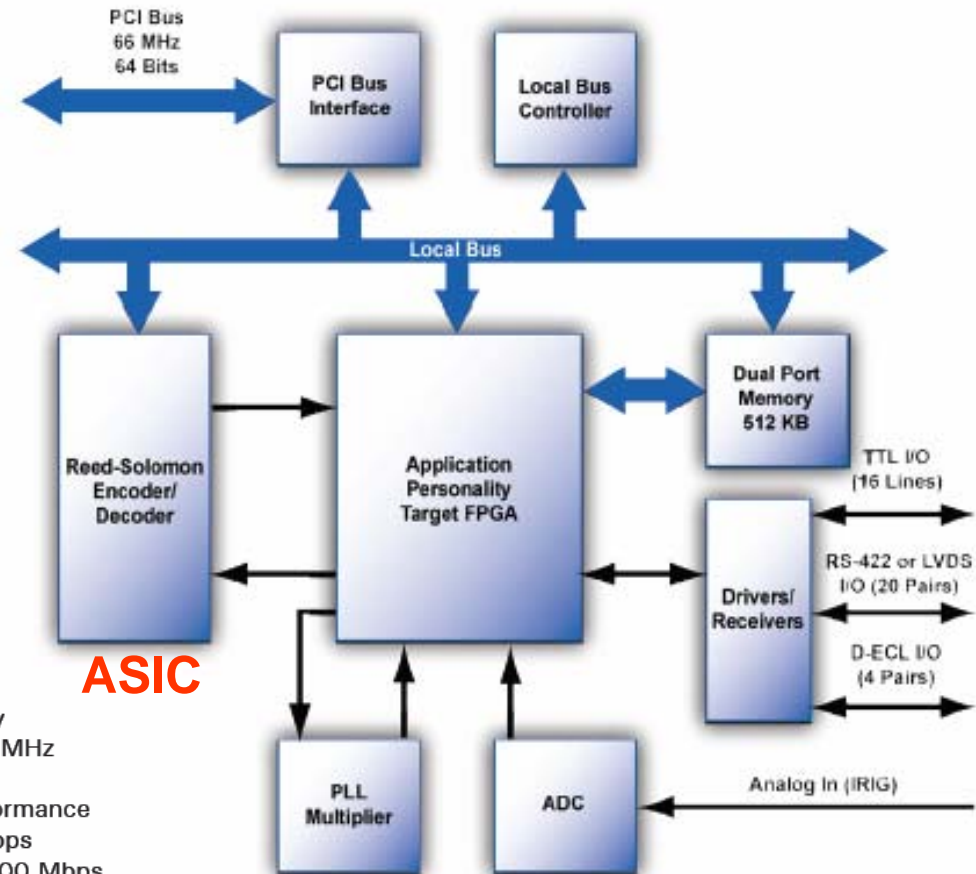 PCI Bus
66 MHz
64 Bits
PCI Bus
Interface
Local Bus
Controller
Local Bus
Reed-Solomon
Encoder/
Decoder
Application
Personality
Target FPGA
Dual Port
Memory
512 KB
TTL I/O
(16 Lines)
RS-422 or LVDS
I/O (20 Pairs)
Drivers/
Receivers
D-ECL I/O
(4 Pairs)
ASIC
MHz
PLL
Multiplier
ADC
Analog In (IRIG)
Mbps